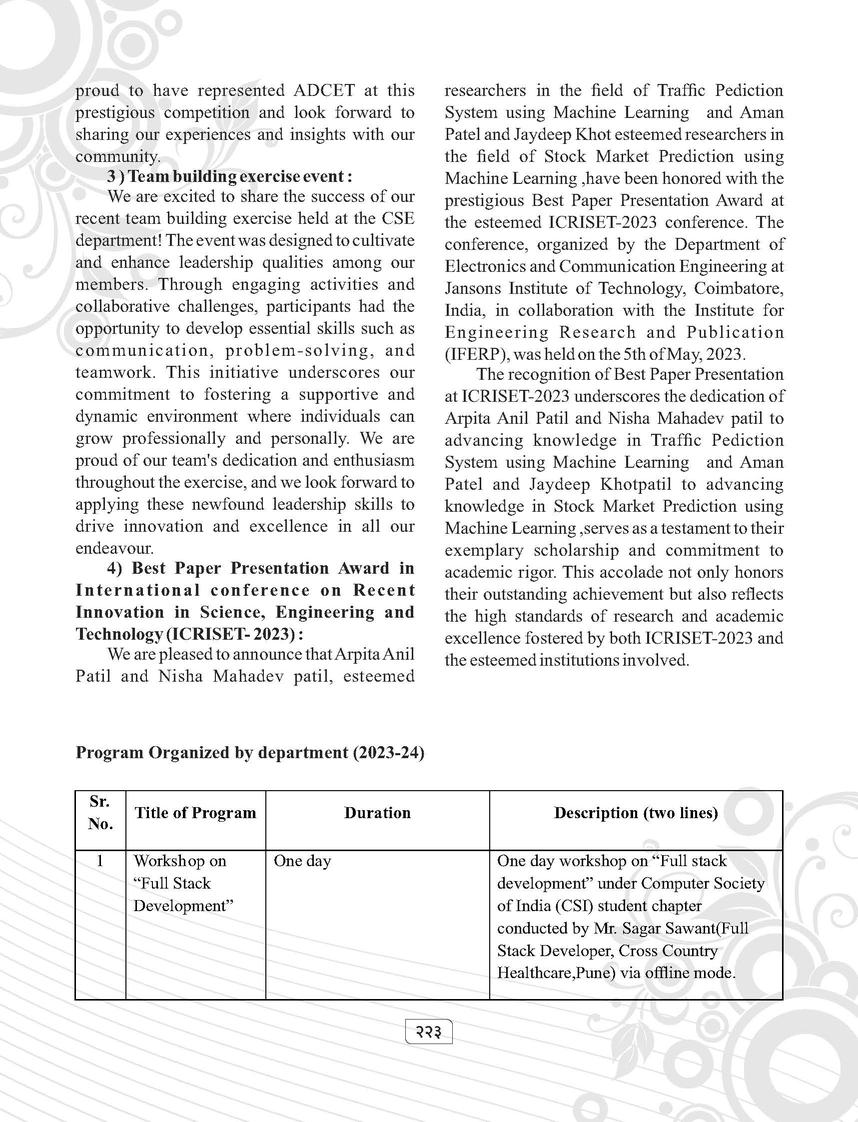 proud to have represented ADCET at this
prestigious competition and look forward to
sharing our experiences and insights with our
community.
3 ) Team building exercise event :
We are excited to share the success of our
recent team building exercise held at the CSE
department! The event was designed to cultivate
and enhance leadership qualities among our
members. Through engaging activities and
collaborative challenges, participants had the
opportunity to develop essential skills such as
communication, problem-solving, and
teamwork. This initiative underscores our
commitment to fostering a supportive and
dynamic environment where individuals can
grow professionally and personally. We are
proud of our team's dedication and enthusiasm
throughout the exercise, and we look forward to
applying these newfound leadership skills to
drive innovation and excellence in all our
endeavour.
4) Best Paper Presentation Award in
International conference on Recent
Innovation in Science, Engineering and
Technology (ICRISET- 2023) :
We are pleased to announce that Arpita Anil
Patil and Nisha Mahadev patil, esteemed
researchers in the field of Traffic Pediction
System using Machine Learning and Aman
Patel and Jaydeep Khot esteemed researchers in
the field of Stock Market Prediction using
Machine Learning ,have been honored with the
prestigious Best Paper Presentation Award at
the esteemed ICRISET-2023 conference. The
conference, organized by the Department of
Electronics and Communication Engineering at
Jansons Institute of Technology, Coimbatore,
India, in collaboration with the Institute for
Engineering Research and Publication
(IFERP), was held on the 5th of May, 2023.
The recognition of Best Paper Presentation
at ICRISET-2023 underscores the dedication of
Arpita Anil Patil and Nisha Mahadev patil to
advancing knowledge in Traffic Pediction
System using Machine Learning and Aman
Patel and Jaydeep Khotpatil to advancing
knowledge in Stock Market Prediction using
Machine Learning ,serves as a testament to their
exemplary scholarship and commitment to
academic rigor. This accolade not only honors
their outstanding achievement but also reflects
the high standards of research and academic
excellence fostered by both ICRISET-2023 and
the esteemed institutions involved.
Program Organized by department (2023-24)
Sr.
No.
Title of Program
Duration
Description (two lines)
1
Workshop on
“Full Stack
Development”
One day
One day workshop on “Full stack
development” under Computer Society
of India (CSI) student chapter
conducted by Mr. Sagar Sawant(Full
Stack Developer, Cross Country
Healthcare,Pune) via offline mode.
२२३